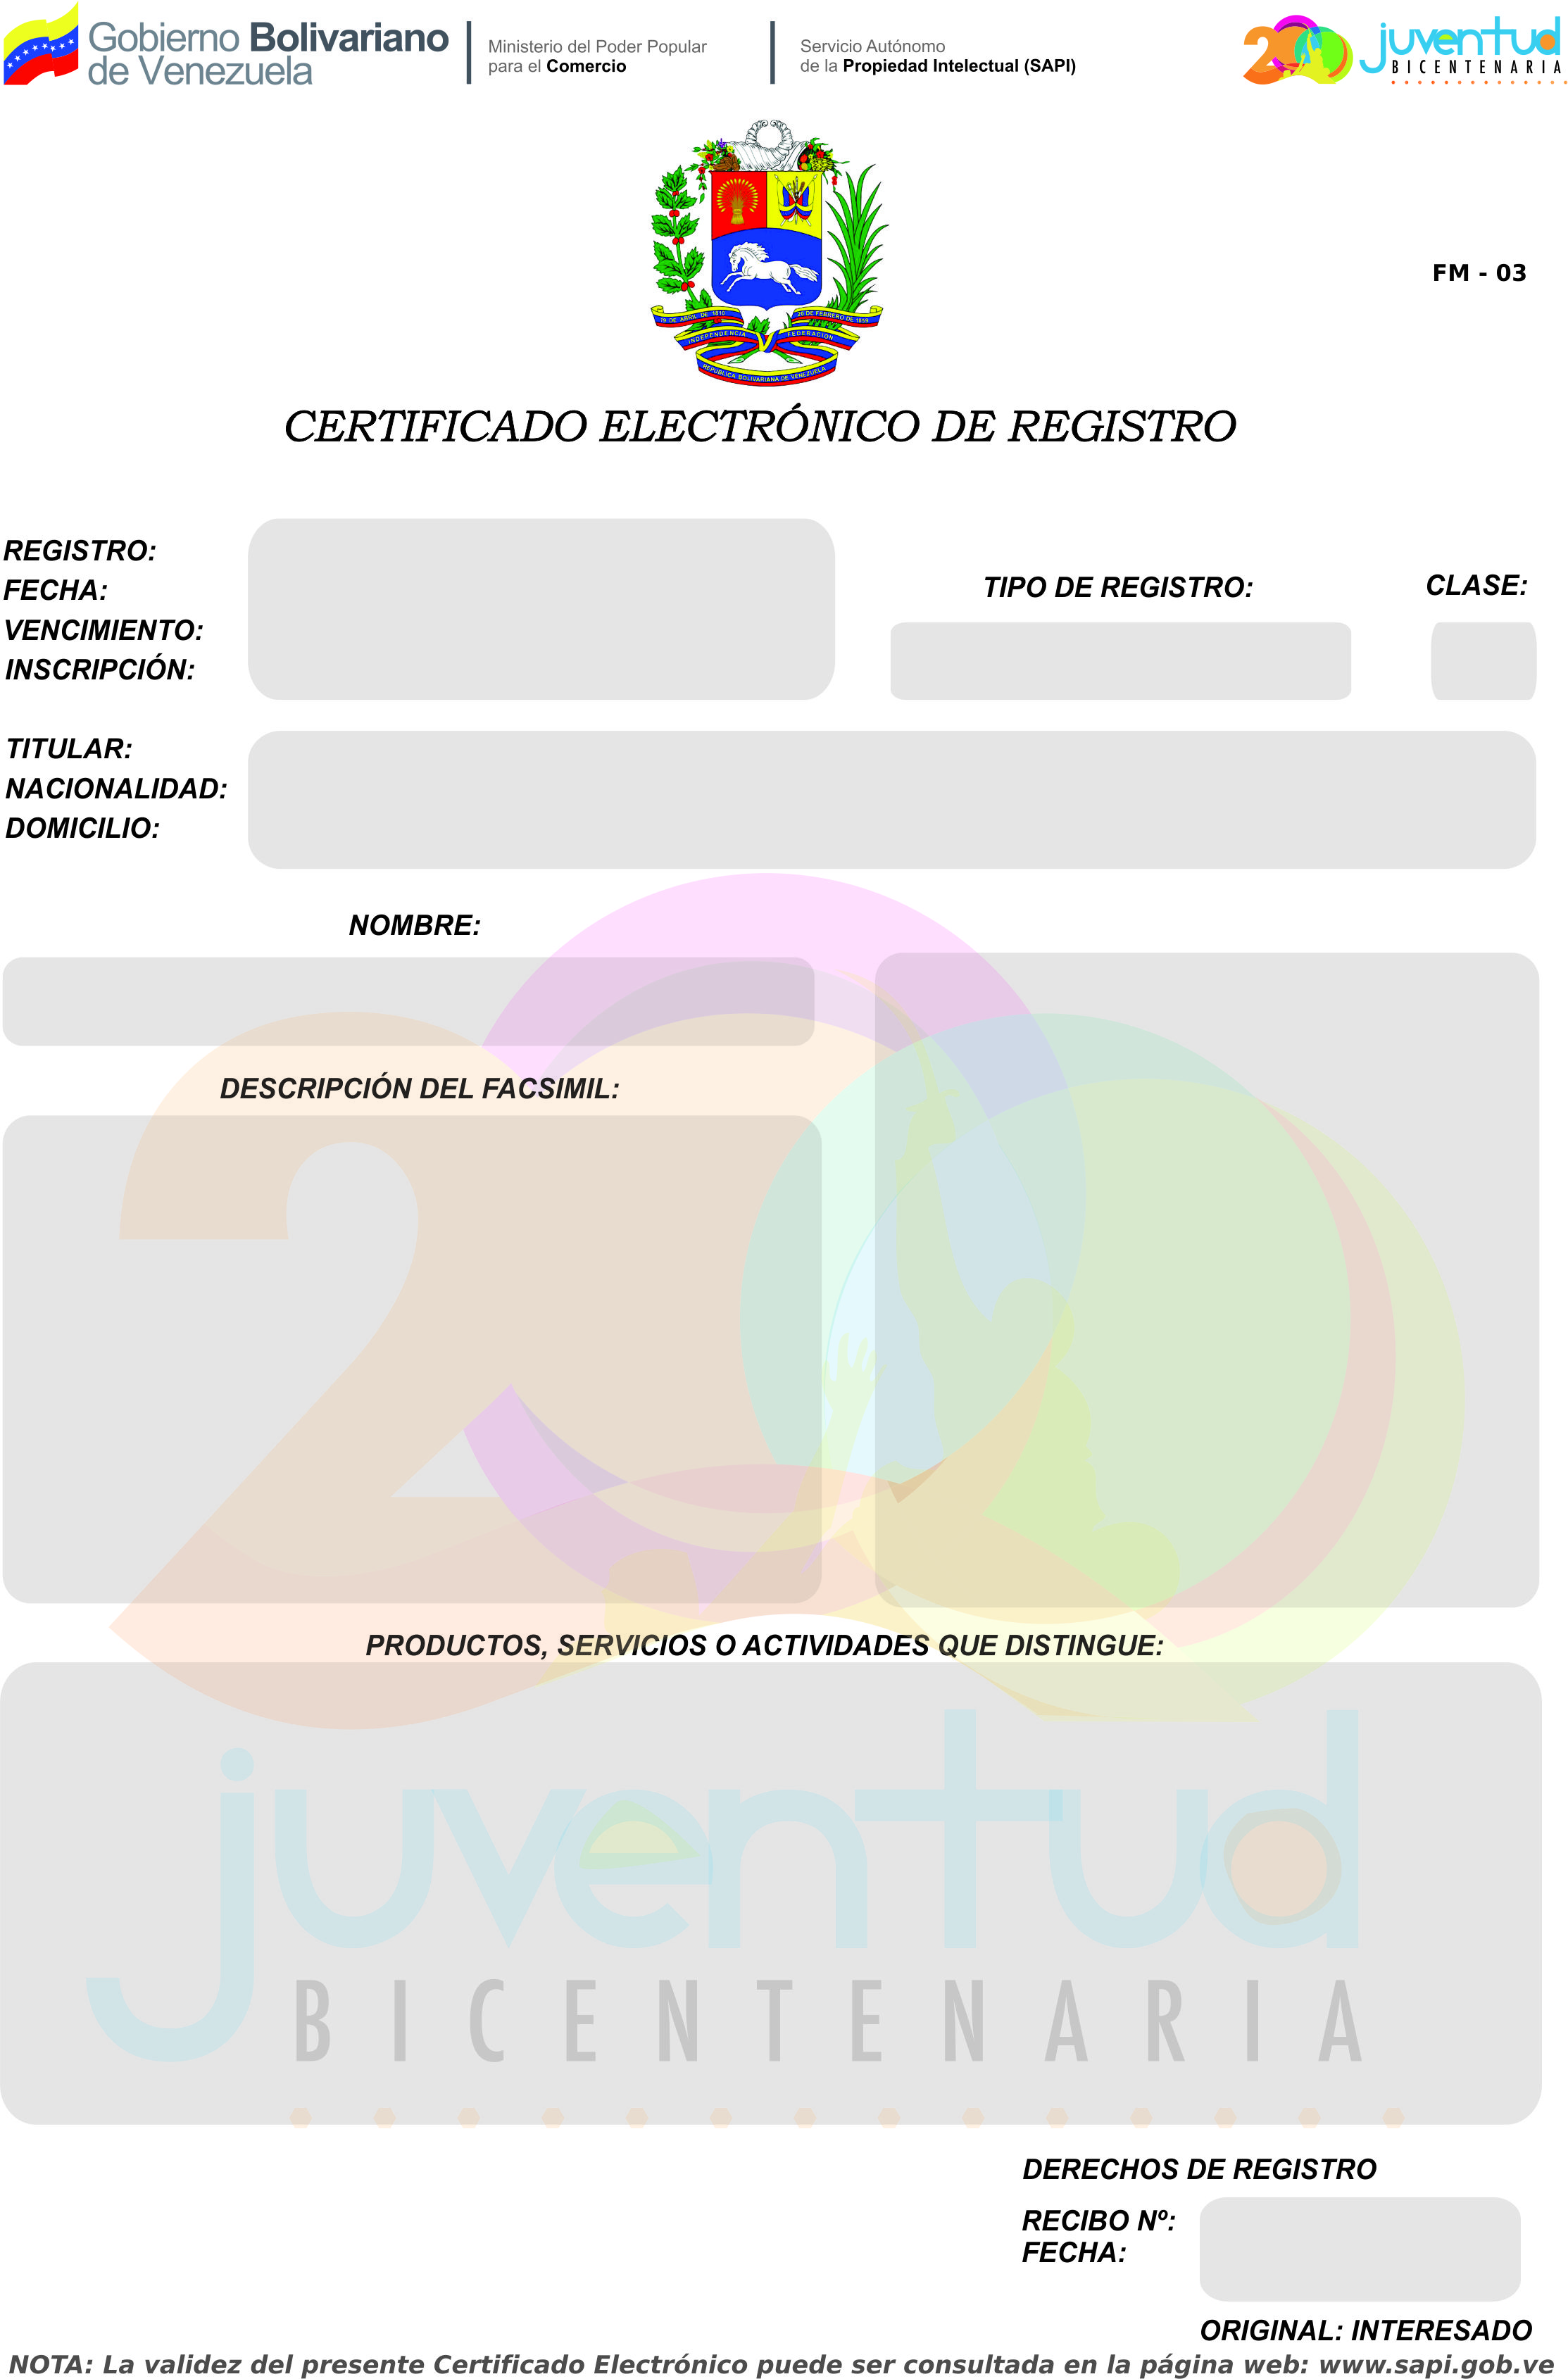 Gobierno Bolivariano
de Venezuela
Ministerio del Poder Popular
para el Comercio
Servicio Autónomo
de la Propiedad Intelectual (SAPI)
200 juventud
BICENTENARIA
19 DE ABRIL DE 1810
20 DE FEBRERO DE 1859
INDEPENDENCIA
FEDERACIÓN
REPÚBLICA BOLIVARIANA DE VENEZUELA
FM - 03
CERTIFICADO ELECTRÓNICO DE REGISTRO
REGISTRO:
FECHA:
VENCIMIENTO:
INSCRIPCIÓN:
TIPO DE REGISTRO:
CLASE:
TITULAR:
NACIONALIDAD:
DOMICILIO:
NOMBRE:
DESCRIPCIÓN DEL FACSIMIL:
200
PRODUCTOS, SERVICIOS O ACTIVIDADES QUE DISTINGUE:
juventud
BICENTENARIA
DERECHOS DE REGISTRO
RECIBO Nº:
FECHA:
ORIGINAL: INTERESADO
NOTA: La validez del presente Certificado Electrónico puede ser consultada en la página web: www.sapi.gob.ve